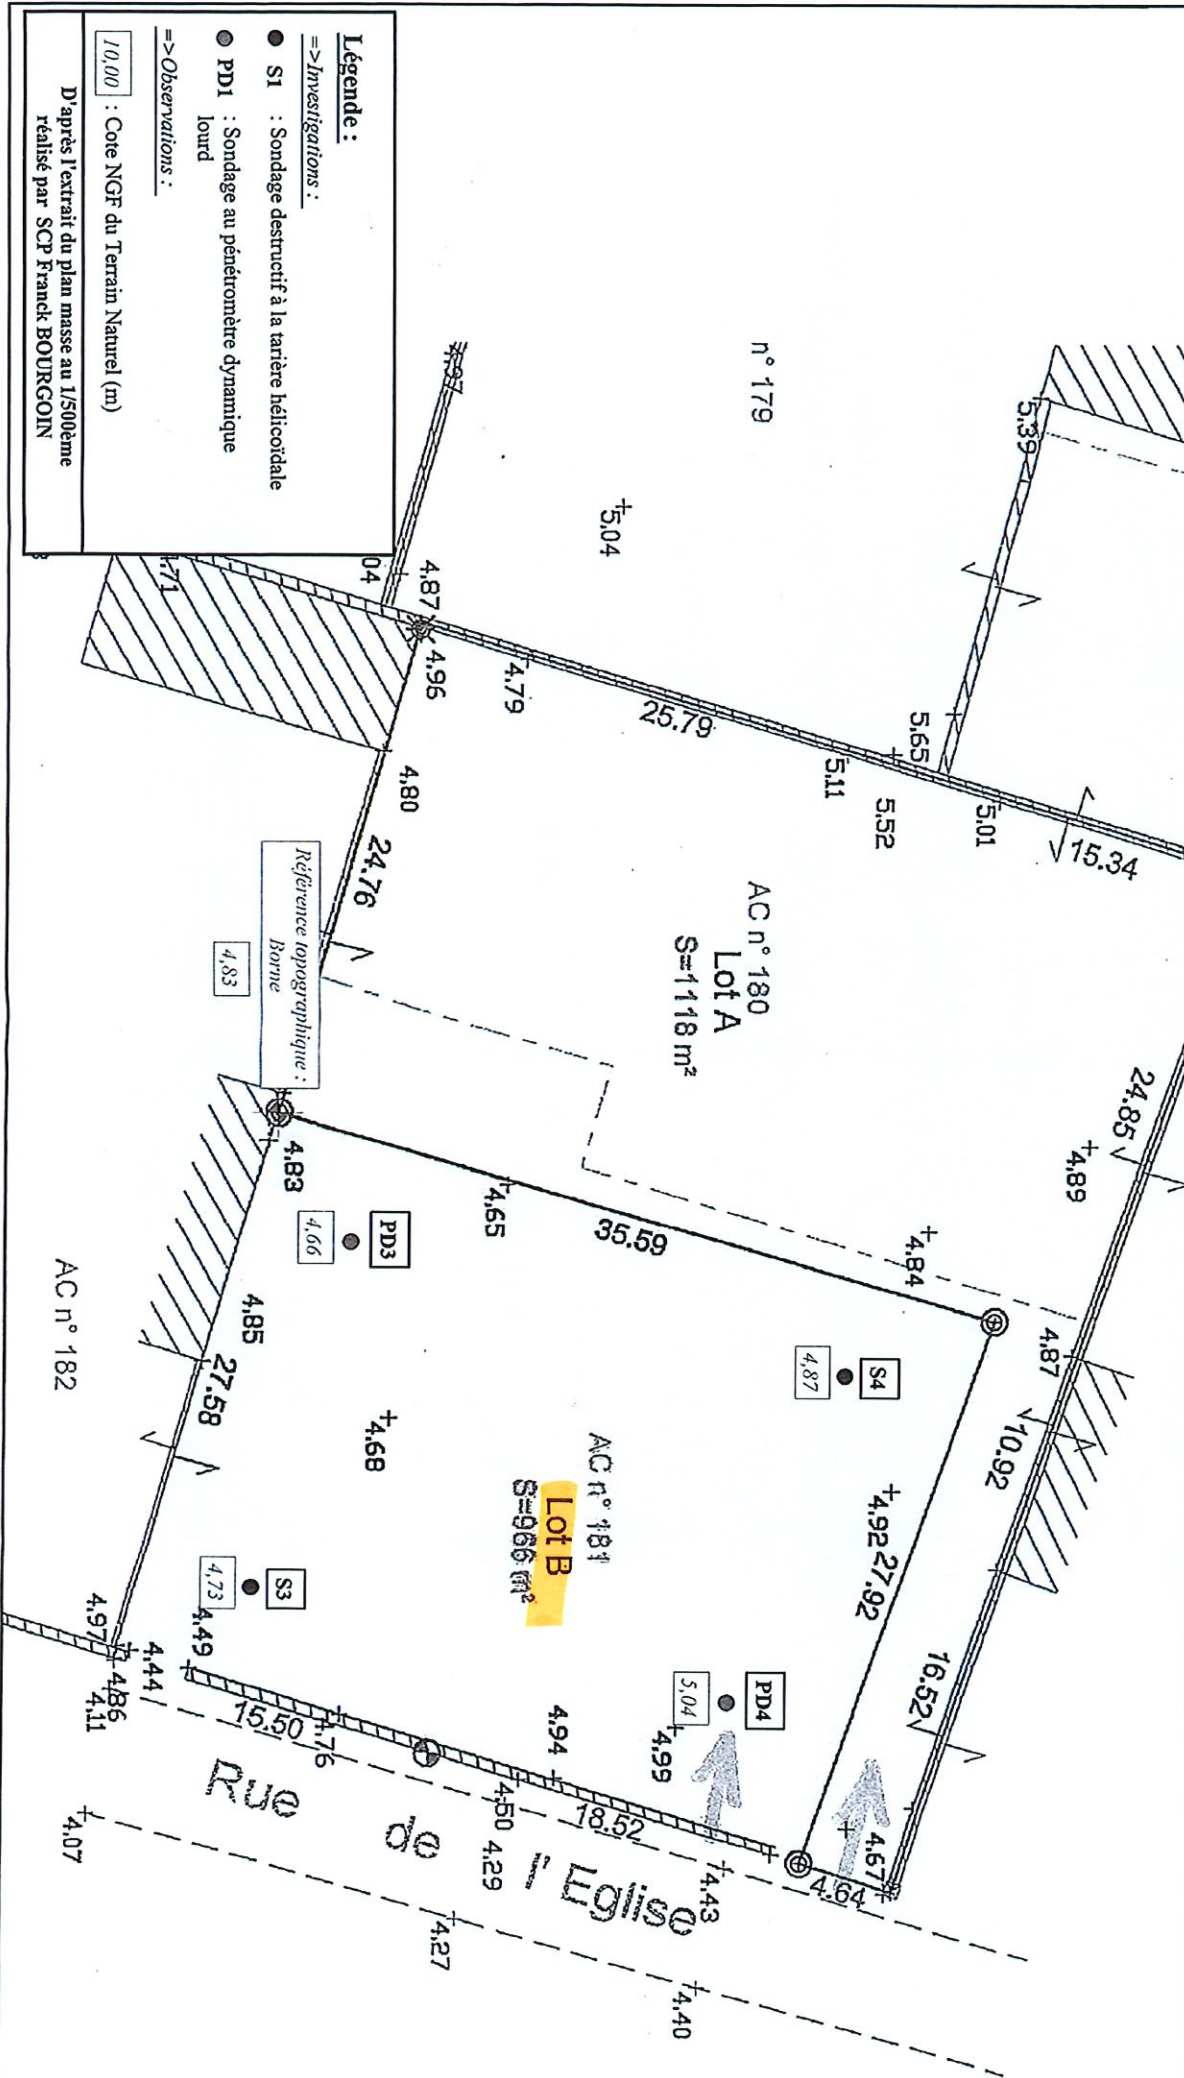 Légende :
=>Investigations :
S1 : Sondage destructif à la tarière hélicoïdale
PD1 : Sondage au pénétromètre dynamique
lourd
=>Observations :
10,00 : Cote NGF du Terrain Naturel (m)
D'après l'extrait du plan masse au 1/500ème
réalisé par SCP Franck BOURGOIN
n° 179
5.39
5.04
4.87
04
4.71
4.96
4.79
25.79
5.65
5.11
5.52
5.01
15.34
4.80
24.76
Référence topographique :
Borne
4,83
AC n° 180
Lot A
S=1118 m²
24.85
4.89
4.83
4.65
35.59
4.84
4.87
10.92
PD3
4,66
S4
4,87
AC n° 182
4.85
27.58
4.68
AC n° 181
Lot B
S=966 m²
4.92
27.92
16.52
S3
4,73
PD4
5,04
4.97
4.86
4.11
4.44
4.49
15.50
4.76
4.94
4.99
4.50
18.52
4.29
4.43
4.64
4.67
Rue de l'Eglise
4.07
4.27
4.40